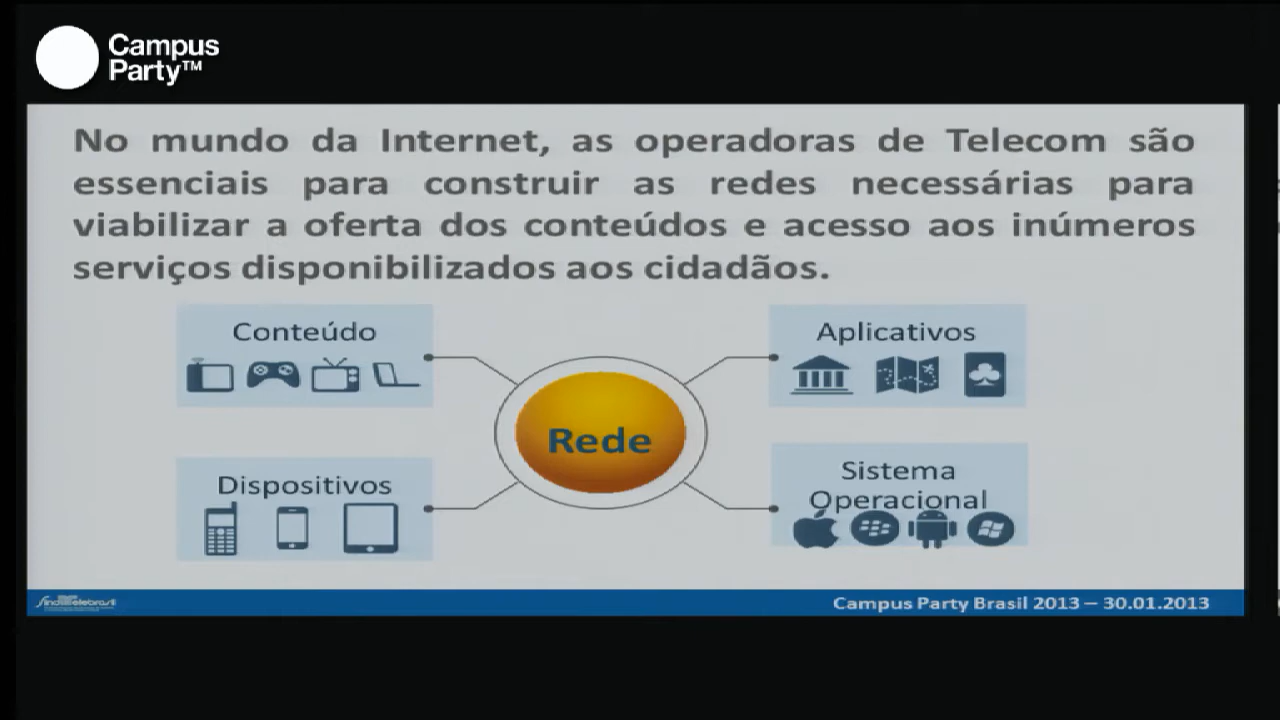 Campus
Party™
No mundo da Internet, as operadoras de Telecom são
essenciais para construir as redes necessárias para
viabilizar a oferta dos conteúdos e acesso aos inúmeros
serviços disponibilizados aos cidadãos.
Conteúdo
Aplicativos
Rede
Dispositivos
Sistema
Operacional
Campus Party Brasil 2013 – 30.01.2013